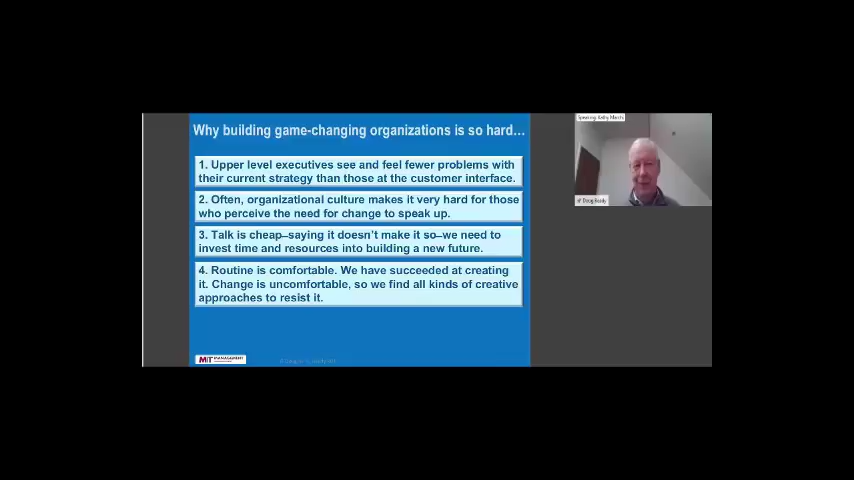 Why building game-changing organizations is so hard...
1. Upper level executives see and feel fewer problems with
their current strategy than those at the customer interface.
2. Often, organizational culture makes it very hard for those
who perceive the need for change to speak up.
3. Talk is cheap–saying it doesn't make it so–we need to
invest time and resources into building a new future.
4. Routine is comfortable. We have succeeded at creating
it. Change is uncomfortable, so we find all kinds of creative
approaches to resist it.
MIT MANAGEMENT
Speaking: Kathy
Doug Ready